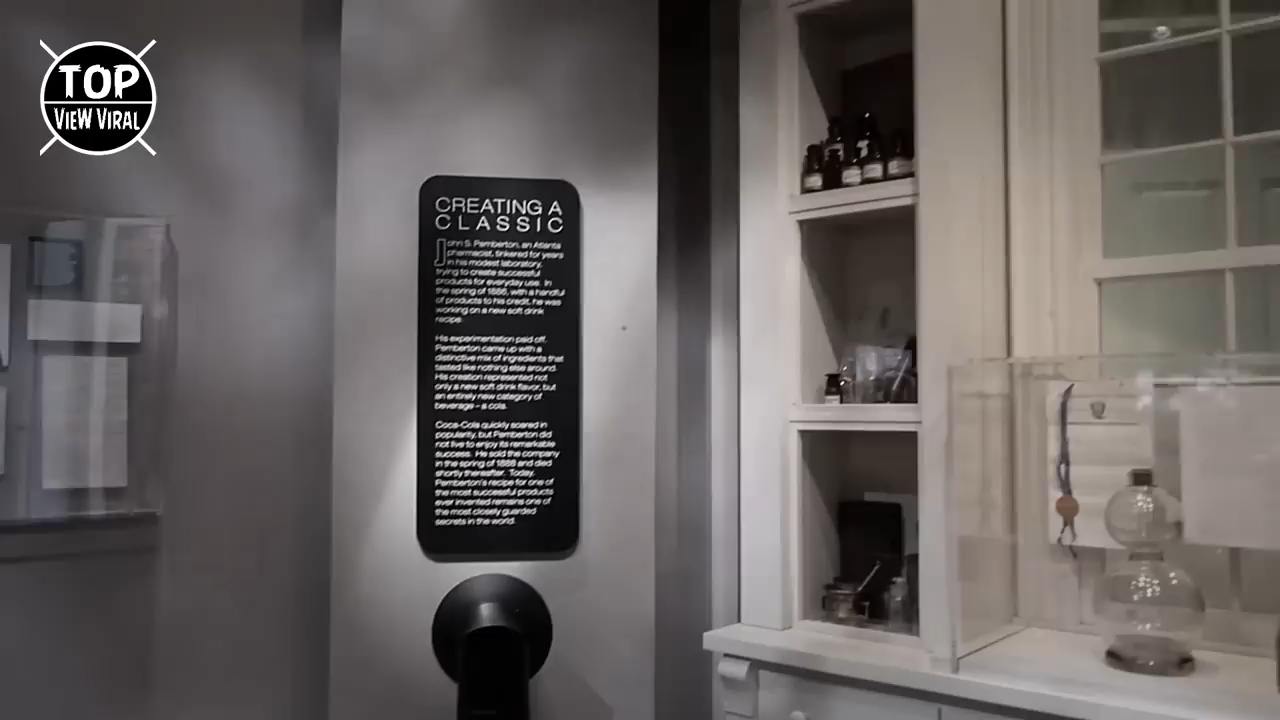 TOP
VIEW VIRAL
CREATING A
CLASSIC
John S. Pemberton, an Atlanta
pharmacist, tinkered for years
in his modest laboratory,
trying to create successful
products for everyday use. In
the spring of 1886, with a handful
of products to his credit, he was
working on a new soft drink
recipe.
His experimentation paid off.
Pemberton came up with a
distinctive mix of ingredients that
tasted like nothing else around.
His creation represented not
only a new soft drink flavor, but
an entirely new category of
beverage – a cola.
Coca-Cola quickly soared in
popularity, but Pemberton did
not live to enjoy its remarkable
success. He sold the company
in the spring of 1888 and died
shortly thereafter. Today,
Pemberton's recipe for one of
the most successful products
ever invented remains one of
the most closely guarded
secrets in the world.